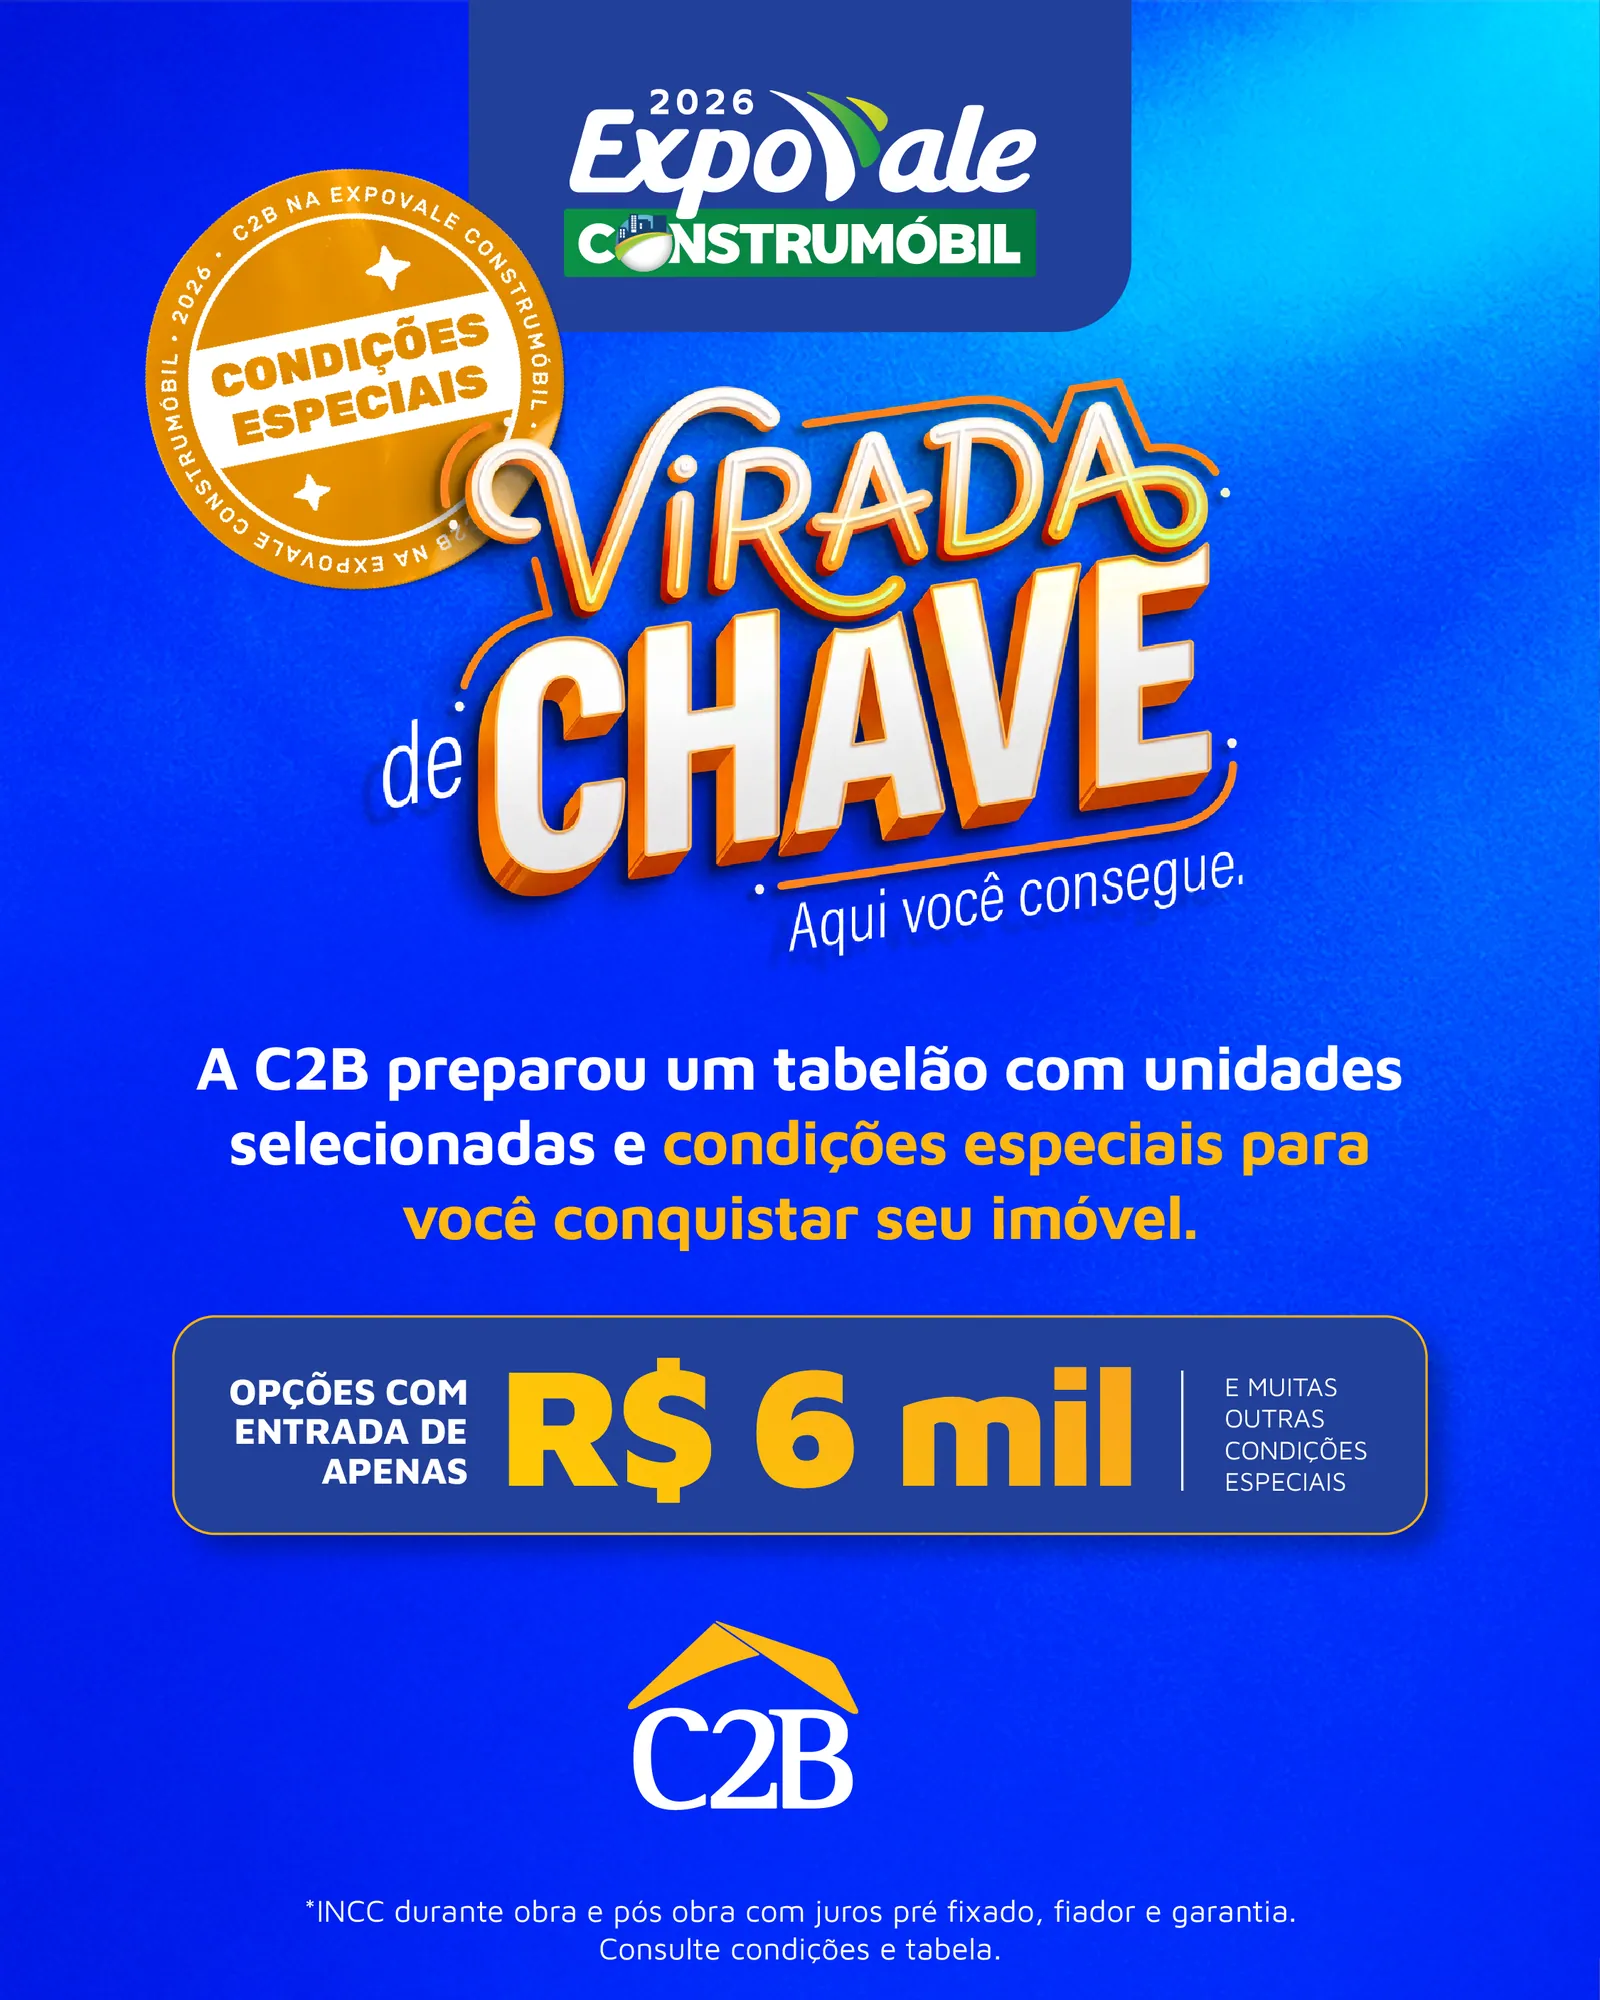 2026
ExpoVale
CONSTRUMÓBIL
C2B NA EXPOVALE CONSTRUMÓBIL • 2026 •
C2B NA EXPOVALE CONSTRUMÓBIL •
CONDIÇÕES
ESPECIAIS
VIRADA
de CHAVE
Aqui você consegue.
A C2B preparou um tabelão com unidades
selecionadas e condições especiais para
você conquistar seu imóvel.
OPÇÕES COM
ENTRADA DE
APENAS
R$ 6 mil
E MUITAS
OUTRAS
CONDIÇÕES
ESPECIAIS
C2B
*INCC durante obra e pós obra com juros pré fixado, fiador e garantia.
Consulte condições e tabela.